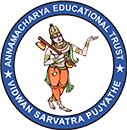 ANNAMACHARYA EDUCATIONAL TRUST
VIDWAN SARVATRA PUJYATHE